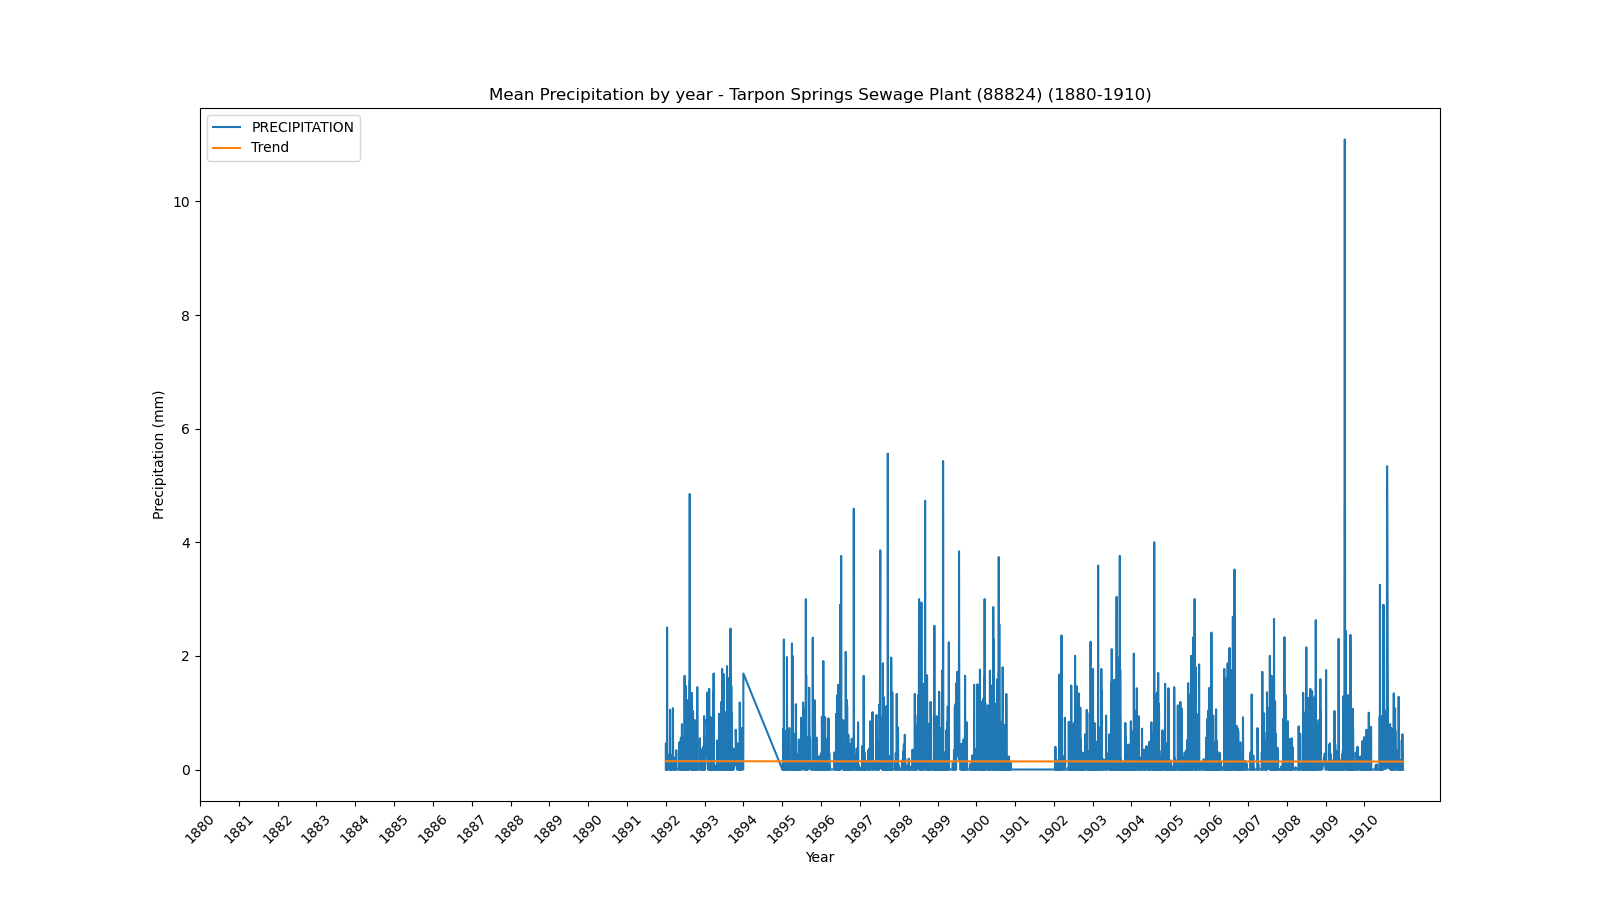 Mean Precipitation by year - Tarpon Springs Sewage Plant (88824) (1880-1910)
PRECIPITATION
Trend
10
8
6
4
2
0
Precipitation (mm)
1880 1881 1882 1883 1884 1885 1886 1887 1888 1889 1890 1891 1892 1893 1894 1895 1896 1897 1898 1899 1900 1901 1902 1903 1904 1905 1906 1907 1908 1909 1910
Year